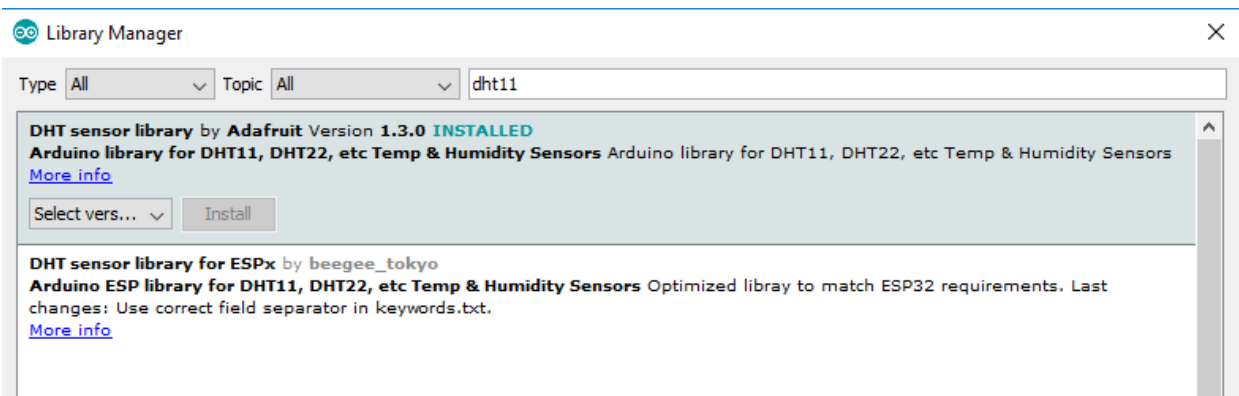 Library Manager
Type All Topic All dht11
DHT sensor library by Adafruit Version 1.3.0 INSTALLED
Arduino library for DHT11, DHT22, etc Temp & Humidity Sensors Arduino library for DHT11, DHT22, etc Temp & Humidity Sensors
More info
Select vers... Install
DHT sensor library for ESPx by beegee_tokyo
Arduino ESP library for DHT11, DHT22, etc Temp & Humidity Sensors Optimized libray to match ESP32 requirements. Last
changes: Use correct field separator in keywords.txt.
More info